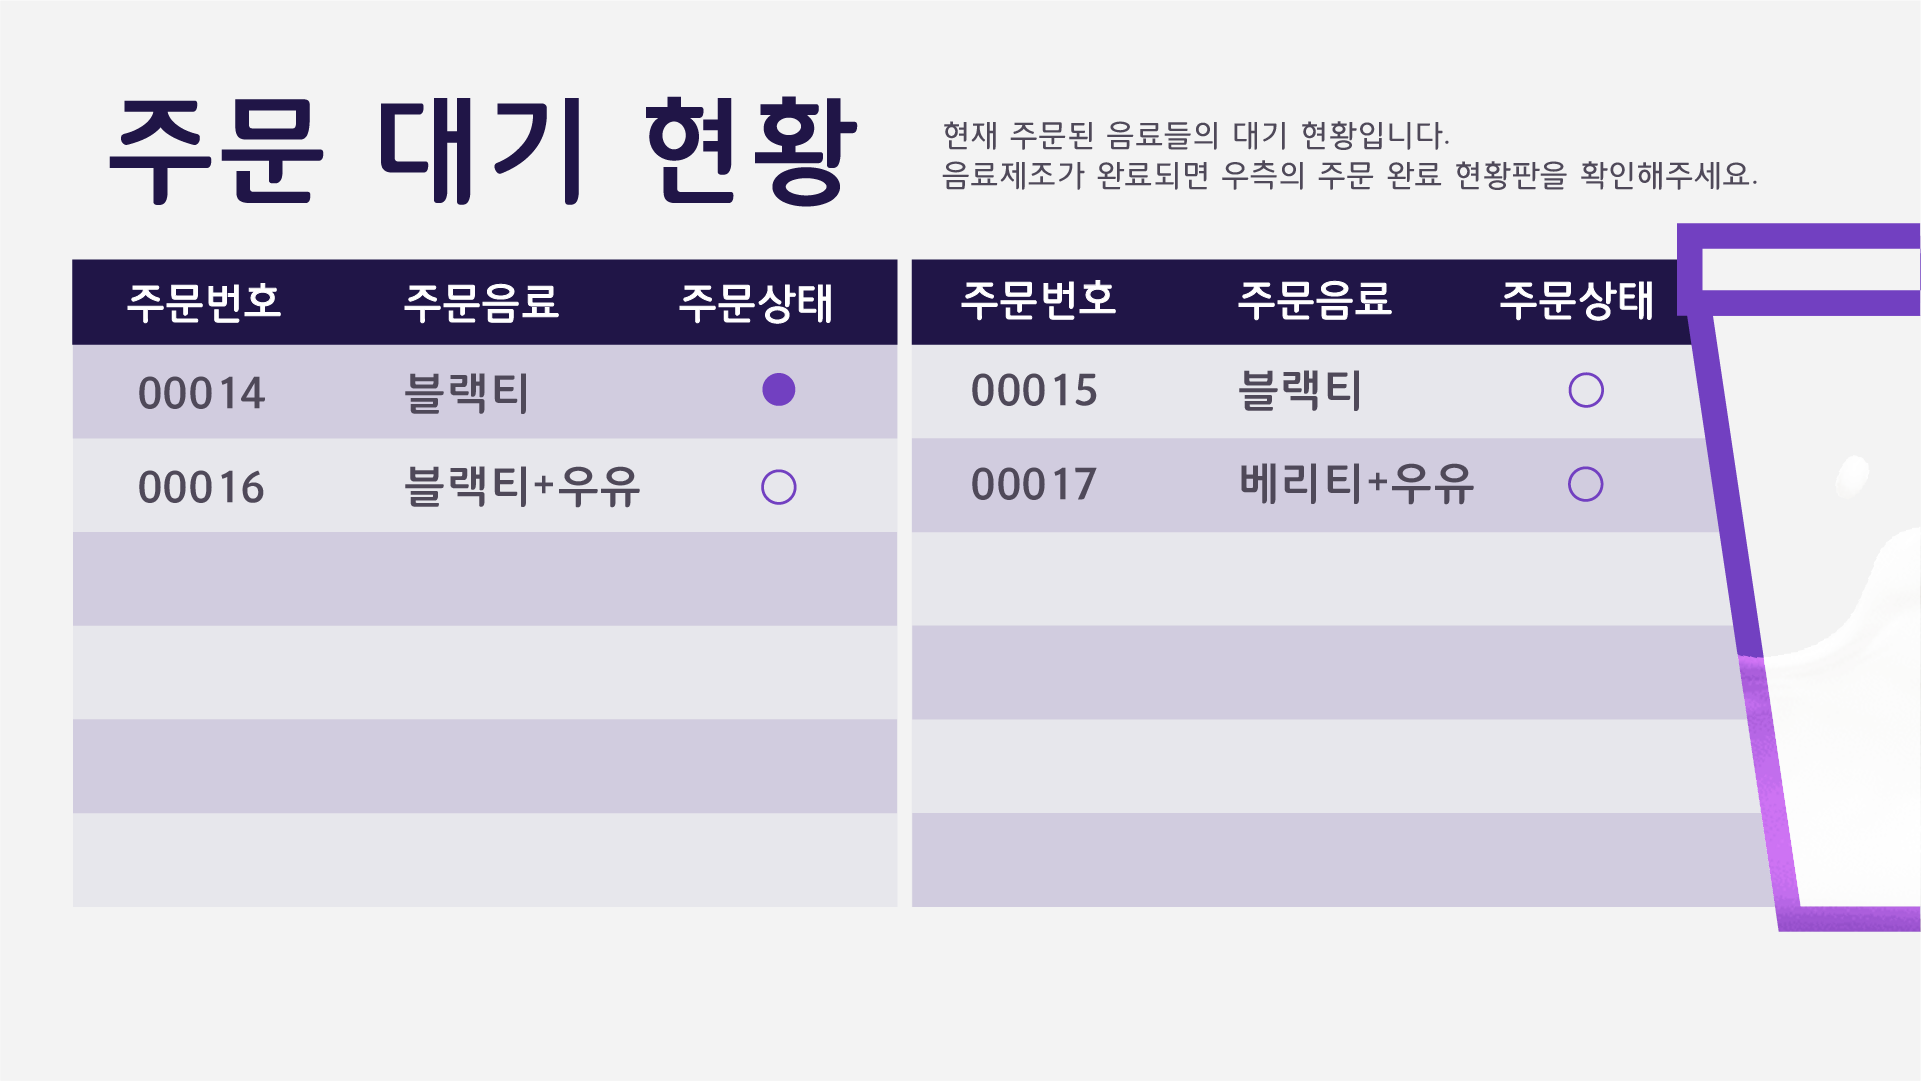 주문 대기 현황
현재 주문된 음료들의 대기 현황입니다.
음료제조가 완료되면 우측의 주문 완료 현황판을 확인해주세요.
주문번호 주문음료 주문상태
00014 블랙티
00016 블랙티+우유
주문번호 주문음료 주문상태
00015 블랙티
00017 베리티+우유